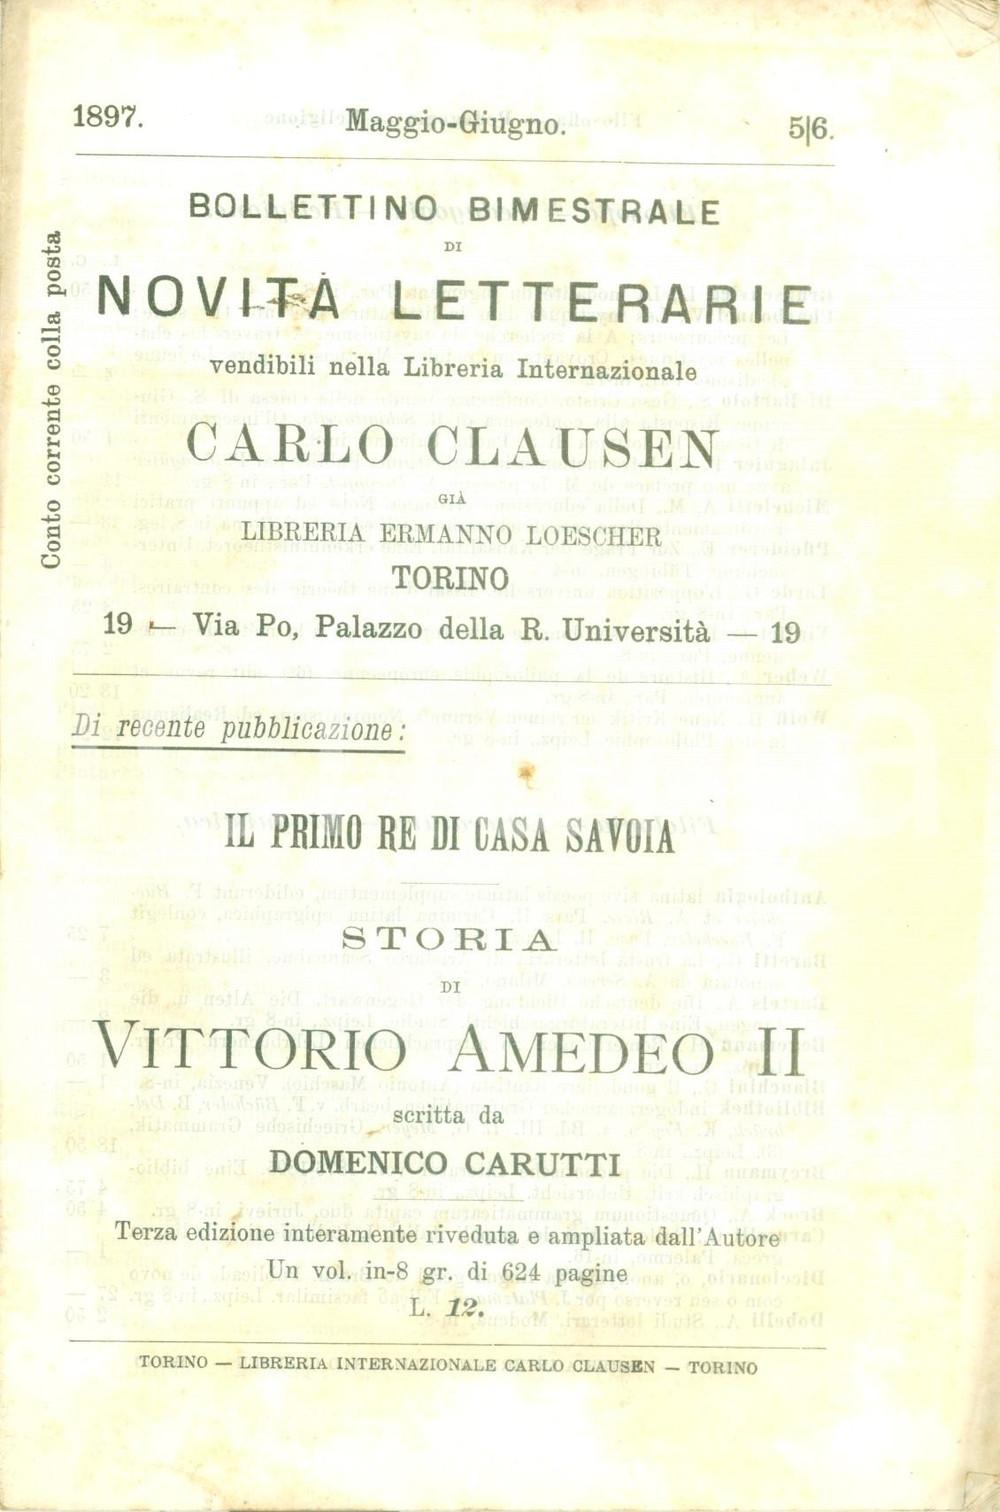 1897. Maggio-Giugno. 5|6.
Conto corrente colla posta
BOLLETTINO BIMESTRALE
DI
NOVITÀ LETTERARIE
vendibili nella Libreria Internazionale
CARLO CLAUSEN
GIÀ
LIBRERIA ERMANNO LOESCHER
TORINO
19 — Via Po, Palazzo della R. Università — 19
Di recente pubblicazione:
IL PRIMO RE DI CASA SAVOIA
STORIA
DI
VITTORIO AMEDEO II
scritta da
DOMENICO CARUTTI
Terza edizione interamente riveduta e ampliata dall'Autore
Un vol. in-8 gr. di 624 pagine
L. 12.
TORINO — LIBRERIA INTERNAZIONALE CARLO CLAUSEN — TORINO